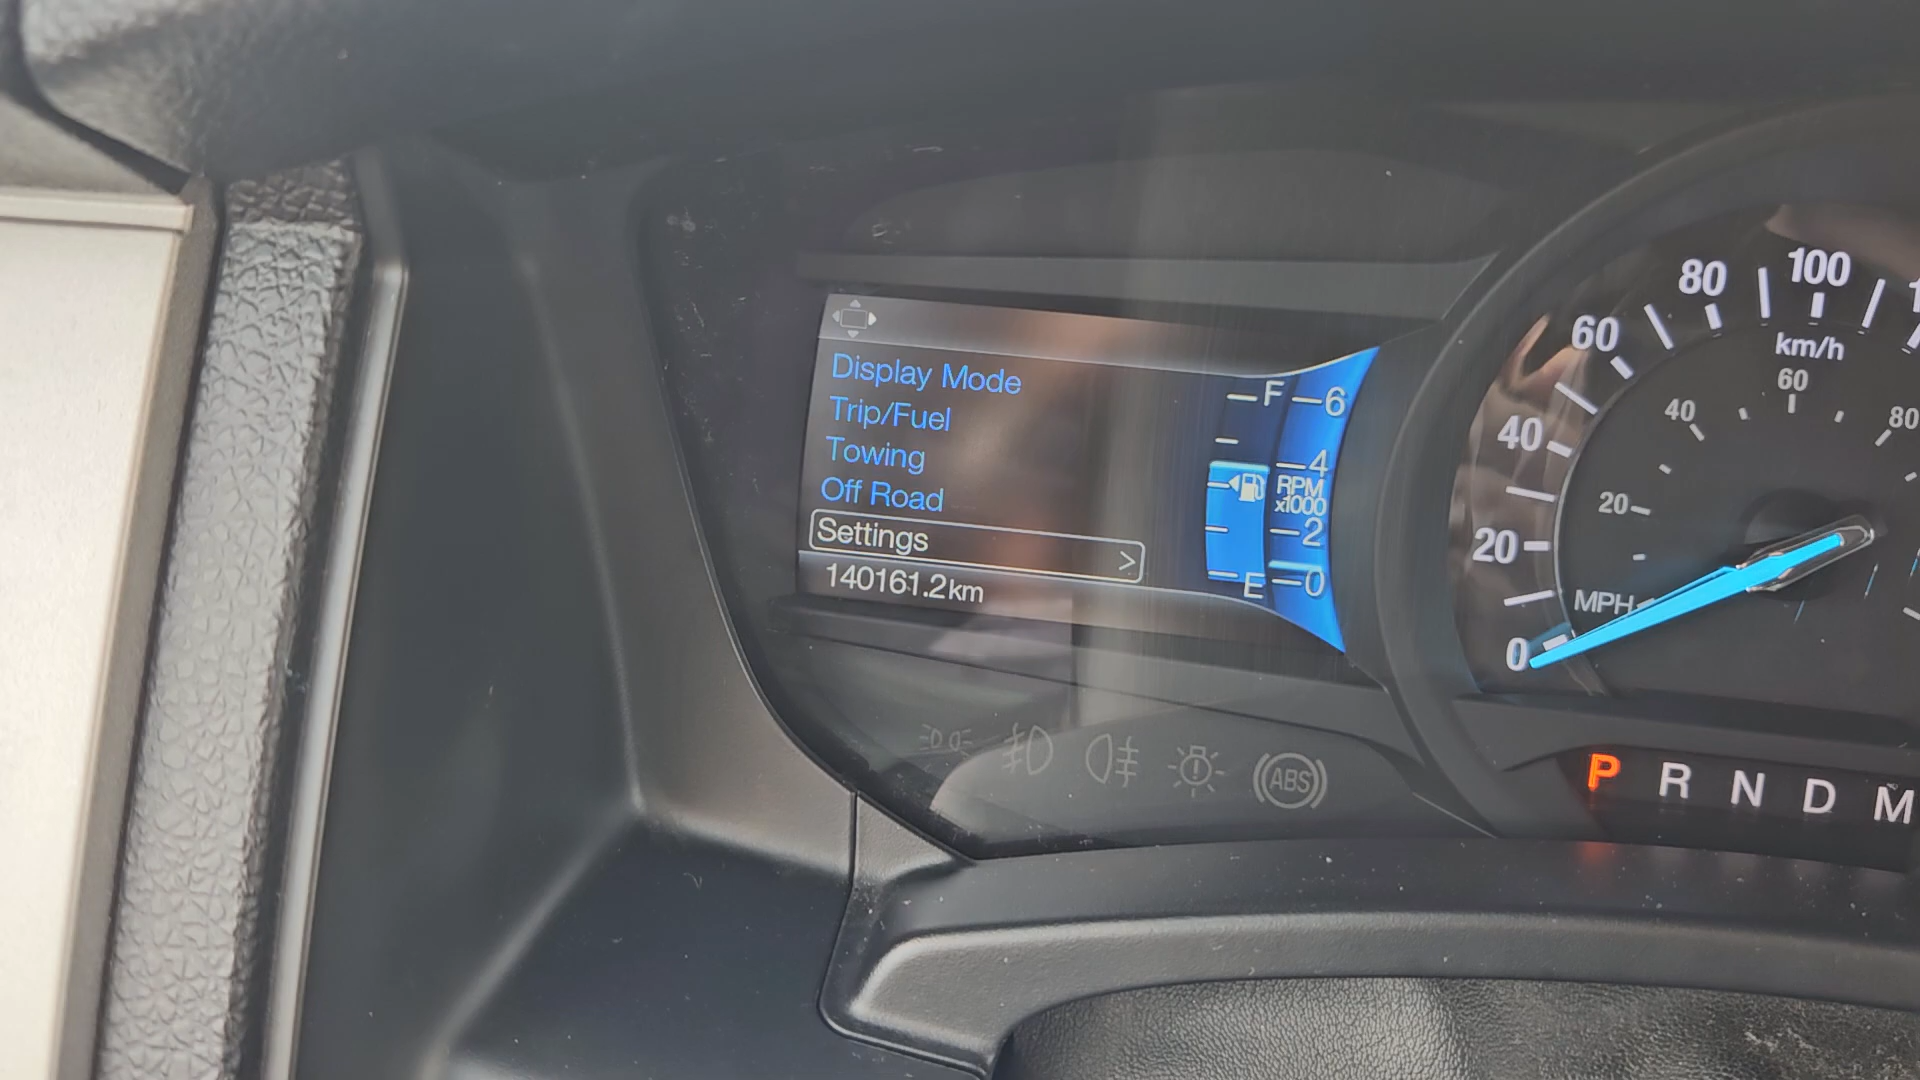 Display Mode
Trip/Fuel
Towing
Off Road
Settings >
140161.2km
F
E
6
4
RPM
x1000
2
0
100
80
60
40
20
0
km/h
80
60
40
20
MPH
P R N D M
ABS